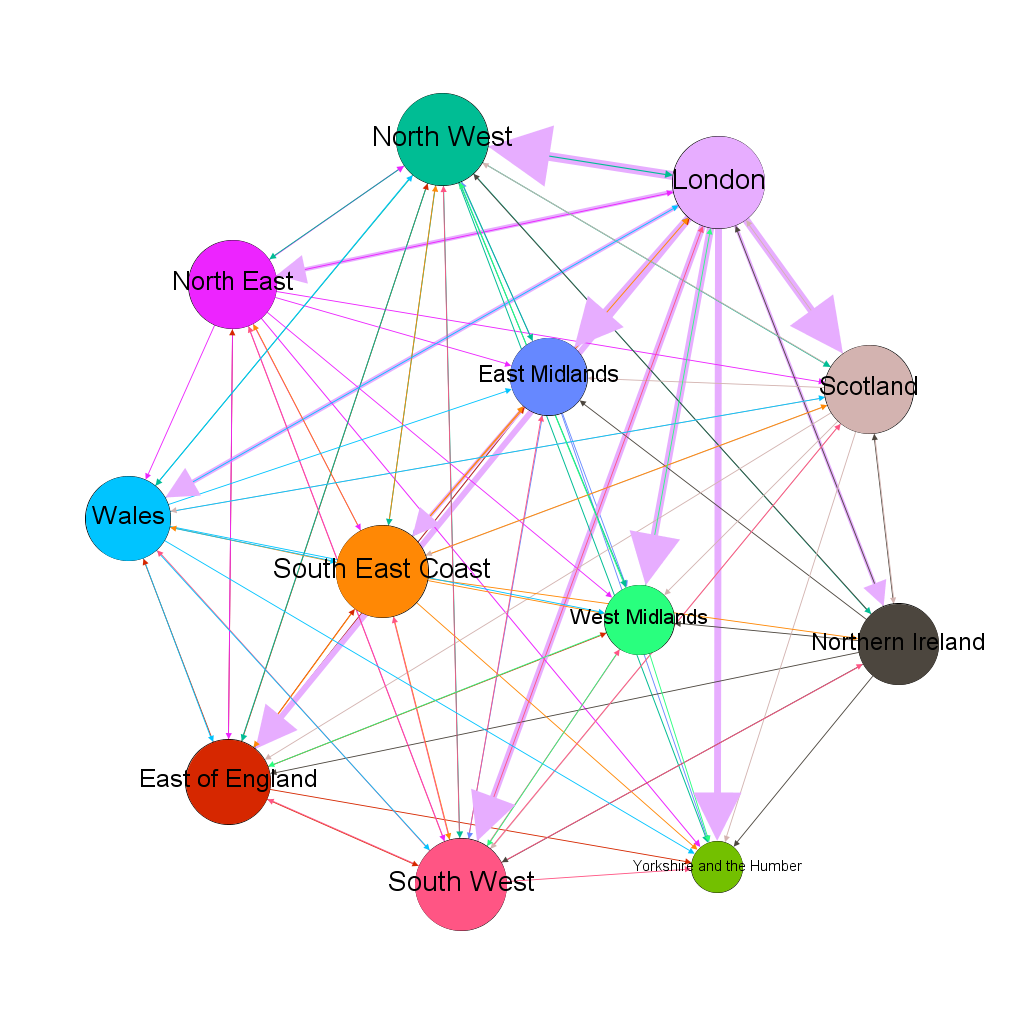 North West
London
North East
East Midlands
Scotland
Wales
South East Coast
West Midlands
Northern Ireland
East of England
Yorkshire and the Humber
South West